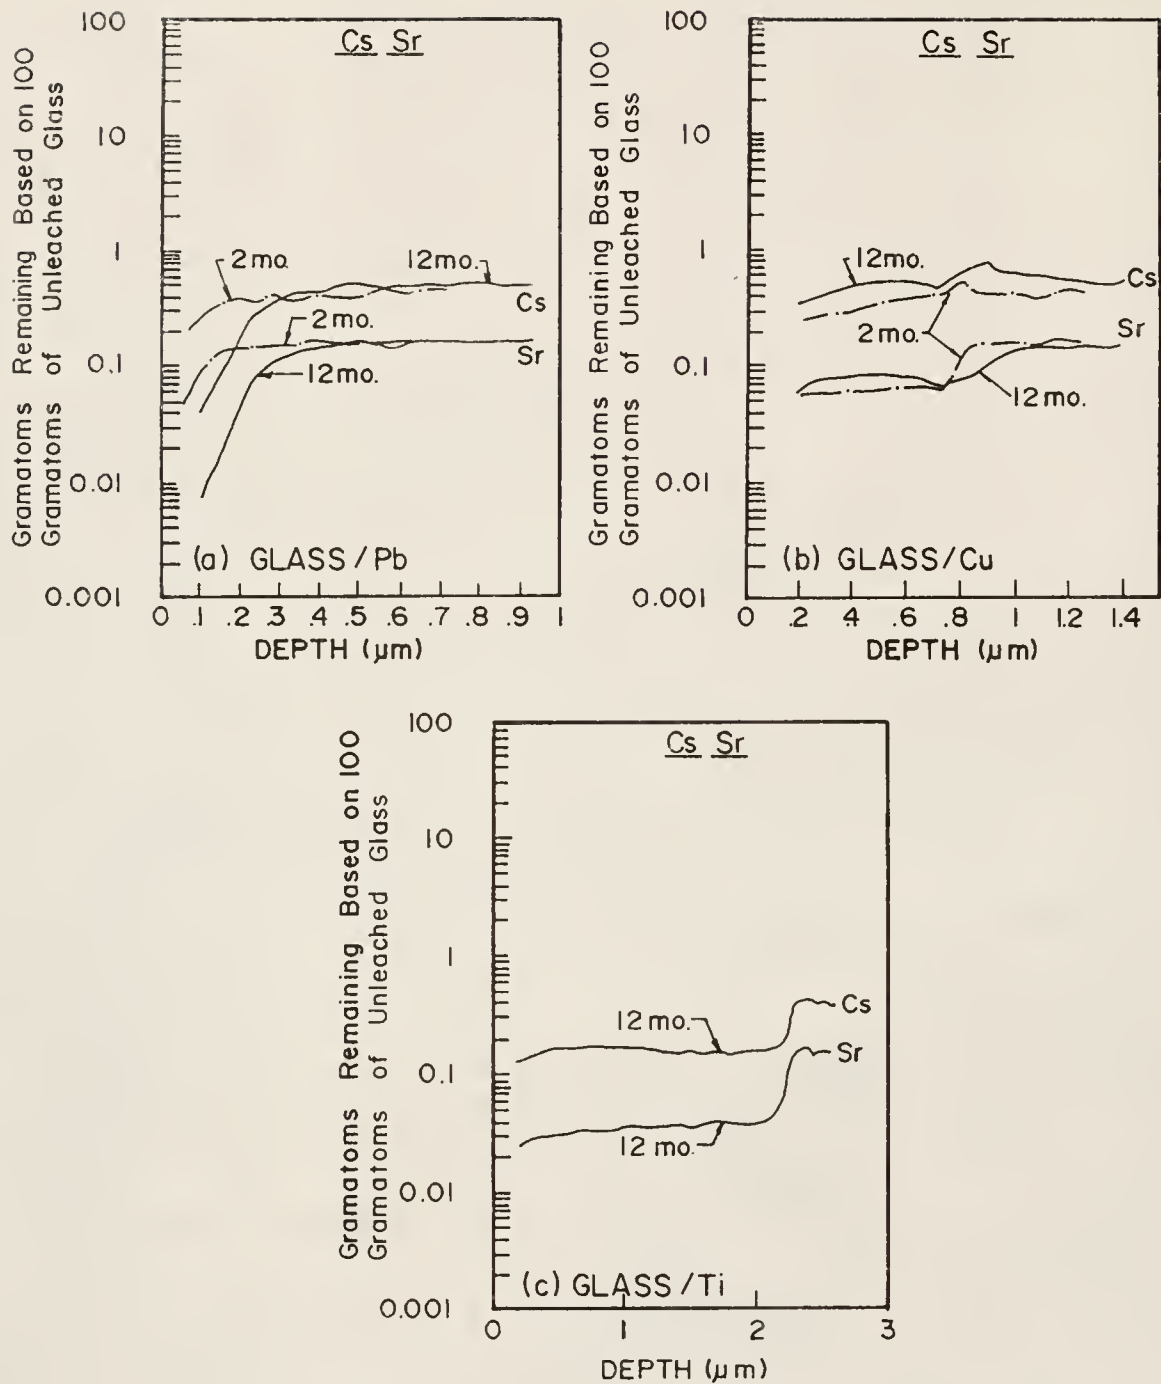 Gramatoms Remaining Based on 100
Gramatoms of Unleached Glass
100
10
1
0.1
0.01
0.001
Cs Sr
2 mo.
12 mo.
Cs
2 mo.
Sr
12 mo.
(a) GLASS / Pb
0 .1 .2 .3 .4 .5 .6 .7 .8 .9 1
DEPTH (μm)
Gramatoms Remaining Based on 100
Gramatoms of Unleached Glass
100
10
1
0.1
0.01
0.001
Cs Sr
12 mo.
Cs
2 mo.
Sr
12 mo.
(b) GLASS/Cu
0 .2 .4 .6 .8 1 1.2 1.4
DEPTH (μm)
Gramatoms Remaining Based on 100
Gramatoms of Unleached Glass
100
10
1
0.1
0.01
0.001
Cs Sr
12 mo.
Cs
Sr
12 mo.
(c) GLASS /Ti
0 1 2 3
DEPTH (μm)